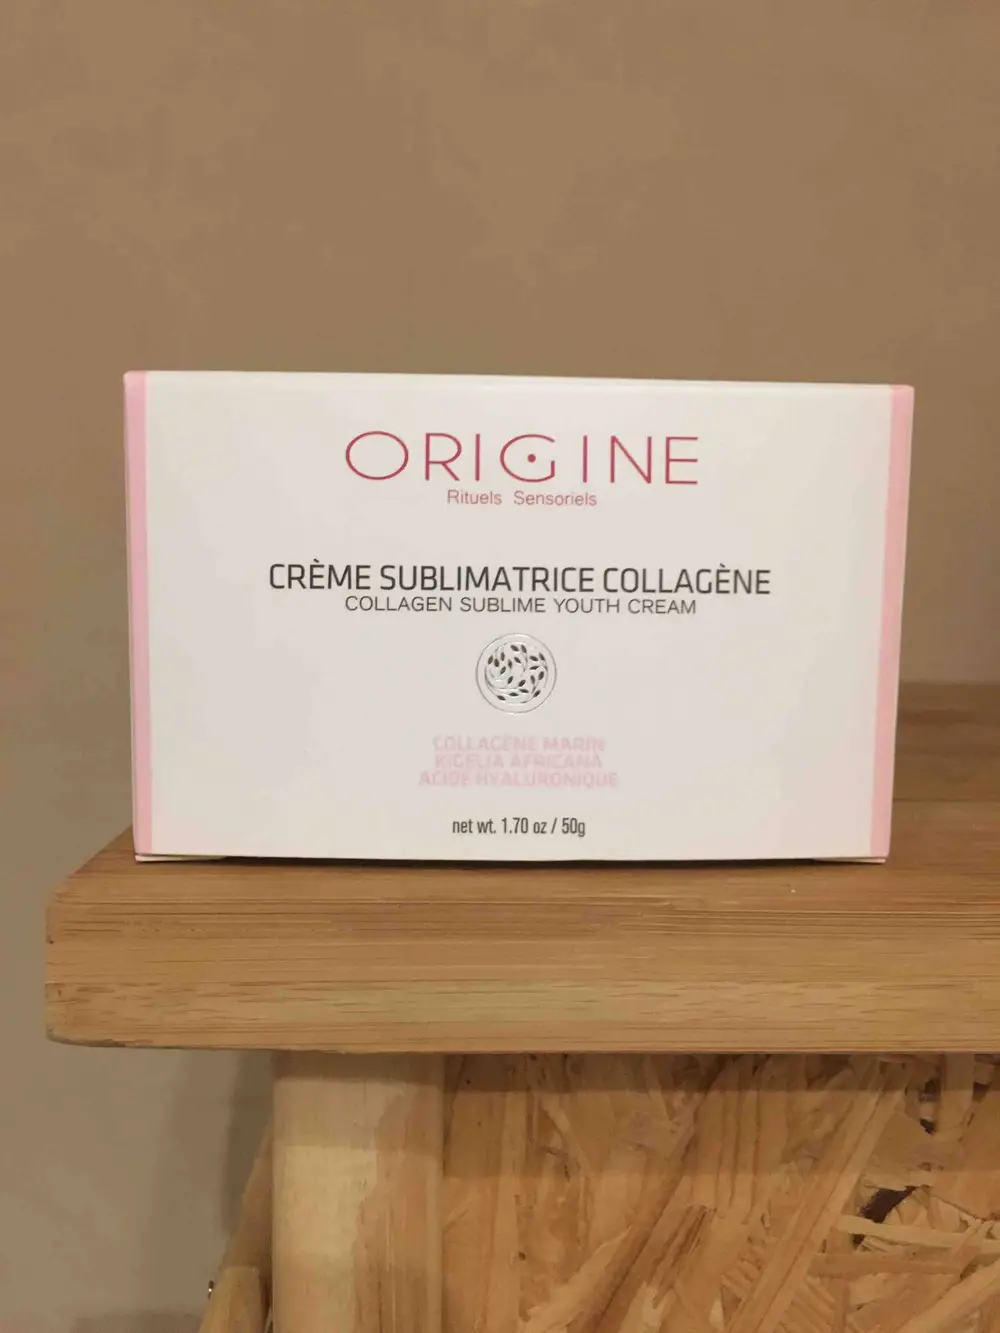 ORIGINE
Rituels Sensoriels
CRÈME SUBLIMATRICE COLLAGÈNE
COLLAGEN SUBLIME YOUTH CREAM
COLLAGÈNE MARIN
KIGELIA AFRICANA
ACIDE HYALURONIQUE
net wt. 1.70 oz / 50g